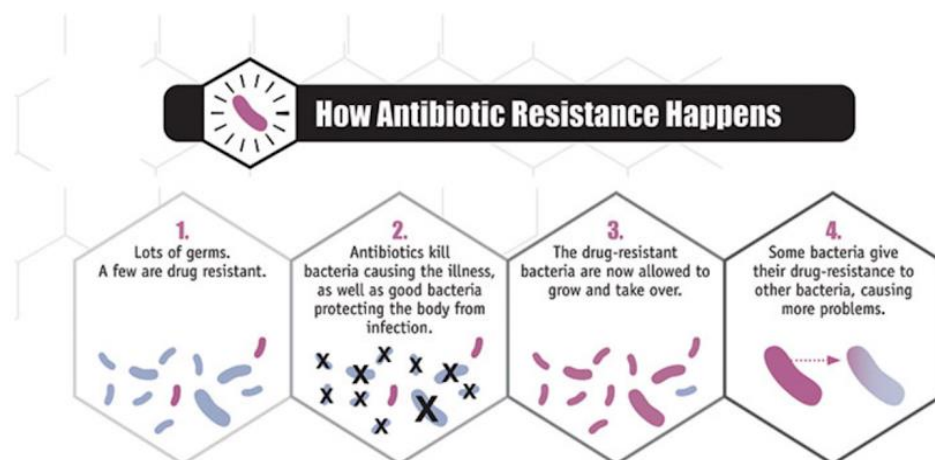 How Antibiotic Resistance Happens
1.
Lots of germs.
A few are drug resistant.
2.
Antibiotics kill
bacteria causing the illness,
as well as good bacteria
protecting the body from
infection.
X X X X X X X X X X X
3.
The drug-resistant
bacteria are now allowed to
grow and take over.
4.
Some bacteria give
their drug-resistance to
other bacteria, causing
more problems.